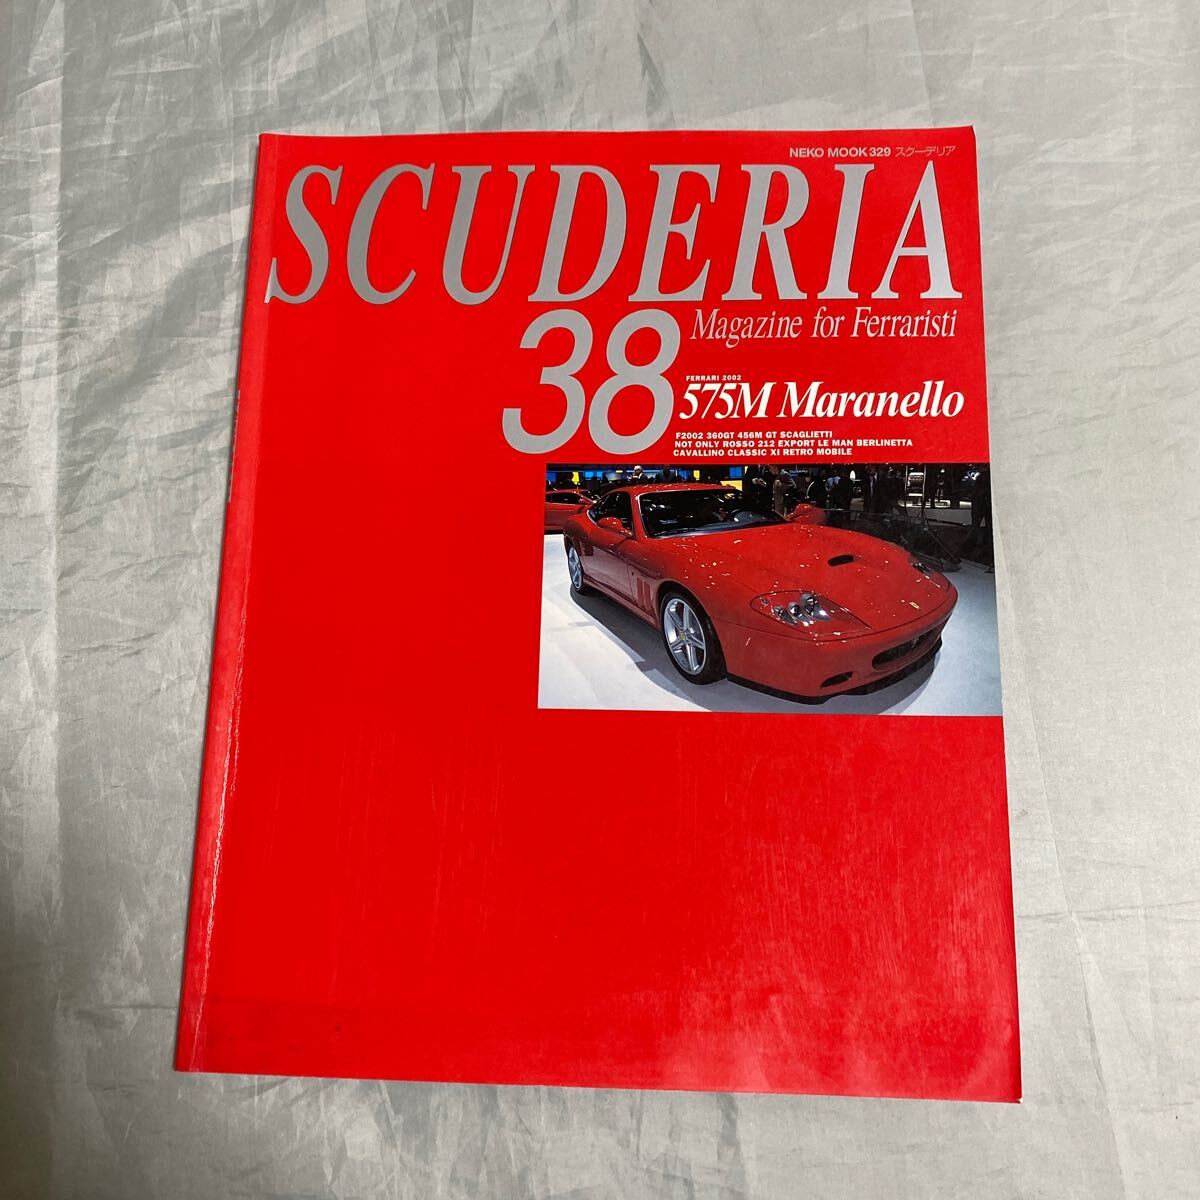 NEKO MOOK 329 スクーデリア
SCUDERIA
38
Magazine for Ferraristi
FERRARI 2002
575M Maranello
F2002 360GT 456M GT SCAGLIETTI
NOT ONLY ROSSO 212 EXPORT LE MAN BERLINETTA
CAVALLINO CLASSIC XI RETRO MOBILE